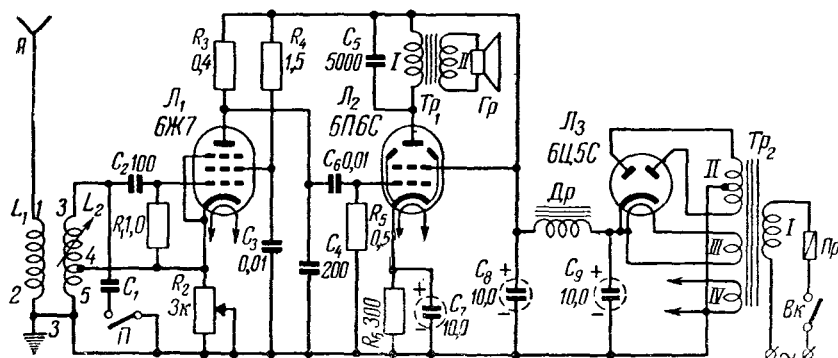 Я
L₁
1
2
3
L₂
3
4
5
C₂ 100
R₁ 1,0
C₁
П
R₂
3к
R₃
0,4
Л₁
6Ж7
R₄
1,5
C₃
0,01
C₄
200
C₅
5000
Л₂
6П6С
C₆ 0,01
R₅
0,5
R₆ 300
C₇
10,0
+
−
I
II
Тр₁
Гр
Др
C₈
10,0
+
−
C₉
10,0
+
−
Л₃
6Ц5С
Тр₂
II
III
IV
I
Пр
Вк
~